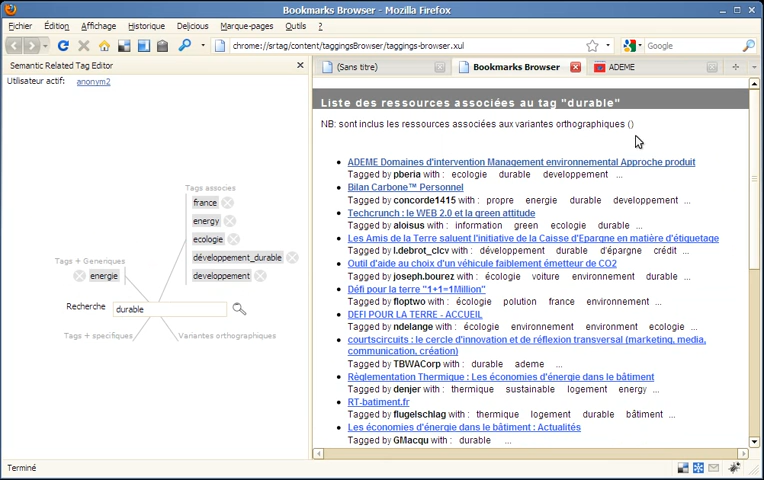 Bookmarks Browser - Mozilla Firefox
Fichier Édition Affichage Historique Delicious Marque-pages Outils ?
chrome://srtag/content/taggingsBrowser/taggings-browser.xul
Google
Semantic Related Tag Editor
(Sans titre) Bookmarks Browser ADEME
Utilisateur actif: anonym2
Tags associes
france
energy
ecologie
développement_durable
developpement
Tags + Generiques
energie
Recherche durable
Tags + specifiques Variantes orthographiques
Liste des ressources associées au tag "durable"
NB: sont inclus les ressources associées aux variantes orthographiques ()
ADEME Domaines d'intervention Management environnemental Approche produit
Tagged by pberia with : ecologie durable developpement ...
Bilan Carbone™ Personnel
Tagged by concorde1415 with : propre energie durable developpement ...
Techcrunch : le WEB 2.0 et la green attitude
Tagged by aloisus with : information green ecologie durable ...
Les Amis de la Terre saluent l'initiative de la Caisse d'Epargne en matière d'étiquetage
Tagged by l.debrot_clcv with : développement durable d'épargne crédit ...
Outil d'aide au choix d'un véhicule faiblement émetteur de CO2
Tagged by joseph.bourez with : écologie voiture environnement durable ...
Défi pour la terre "1+1=1Million"
Tagged by floptwo with : écologie polution france environnement ...
DEFI POUR LA TERRE - ACCUEIL
Tagged by ndelange with : écologie environnement environment ecologie ...
courtscircuits : le cercle d'innovation et de réflexion transversal (marketing, media,
communication, création)
Tagged by TBWACorp with : durable ademe ...
Règlementation Thermique : Les économies d'énergie dans le bâtiment
Tagged by denjer with : thermique sustainable logement energy ...
RT-batiment.fr
Tagged by flugelschlag with : thermique logement durable bâtiment ...
Les économies d'énergie dans le bâtiment : Actualités
Tagged by GMacqu with : durable ...
Terminé